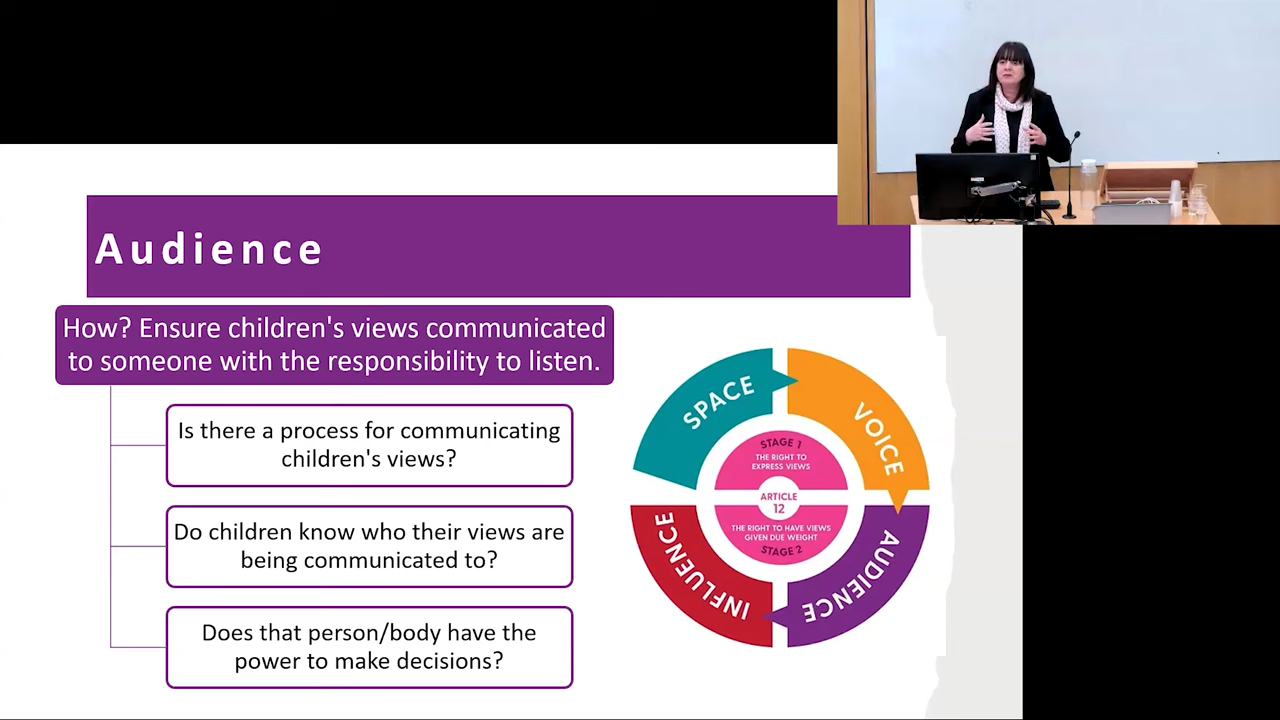 Audience
How? Ensure children's views communicated
to someone with the responsibility to listen.
Is there a process for communicating
children's views?
Do children know who their views are
being communicated to?
Does that person/body have the
power to make decisions?
SPACE
VOICE
STAGE 1
THE RIGHT TO
EXPRESS VIEWS
ARTICLE
12
THE RIGHT TO HAVE VIEWS
GIVEN DUE WEIGHT
STAGE 2
INFLUENCE
AUDIENCE